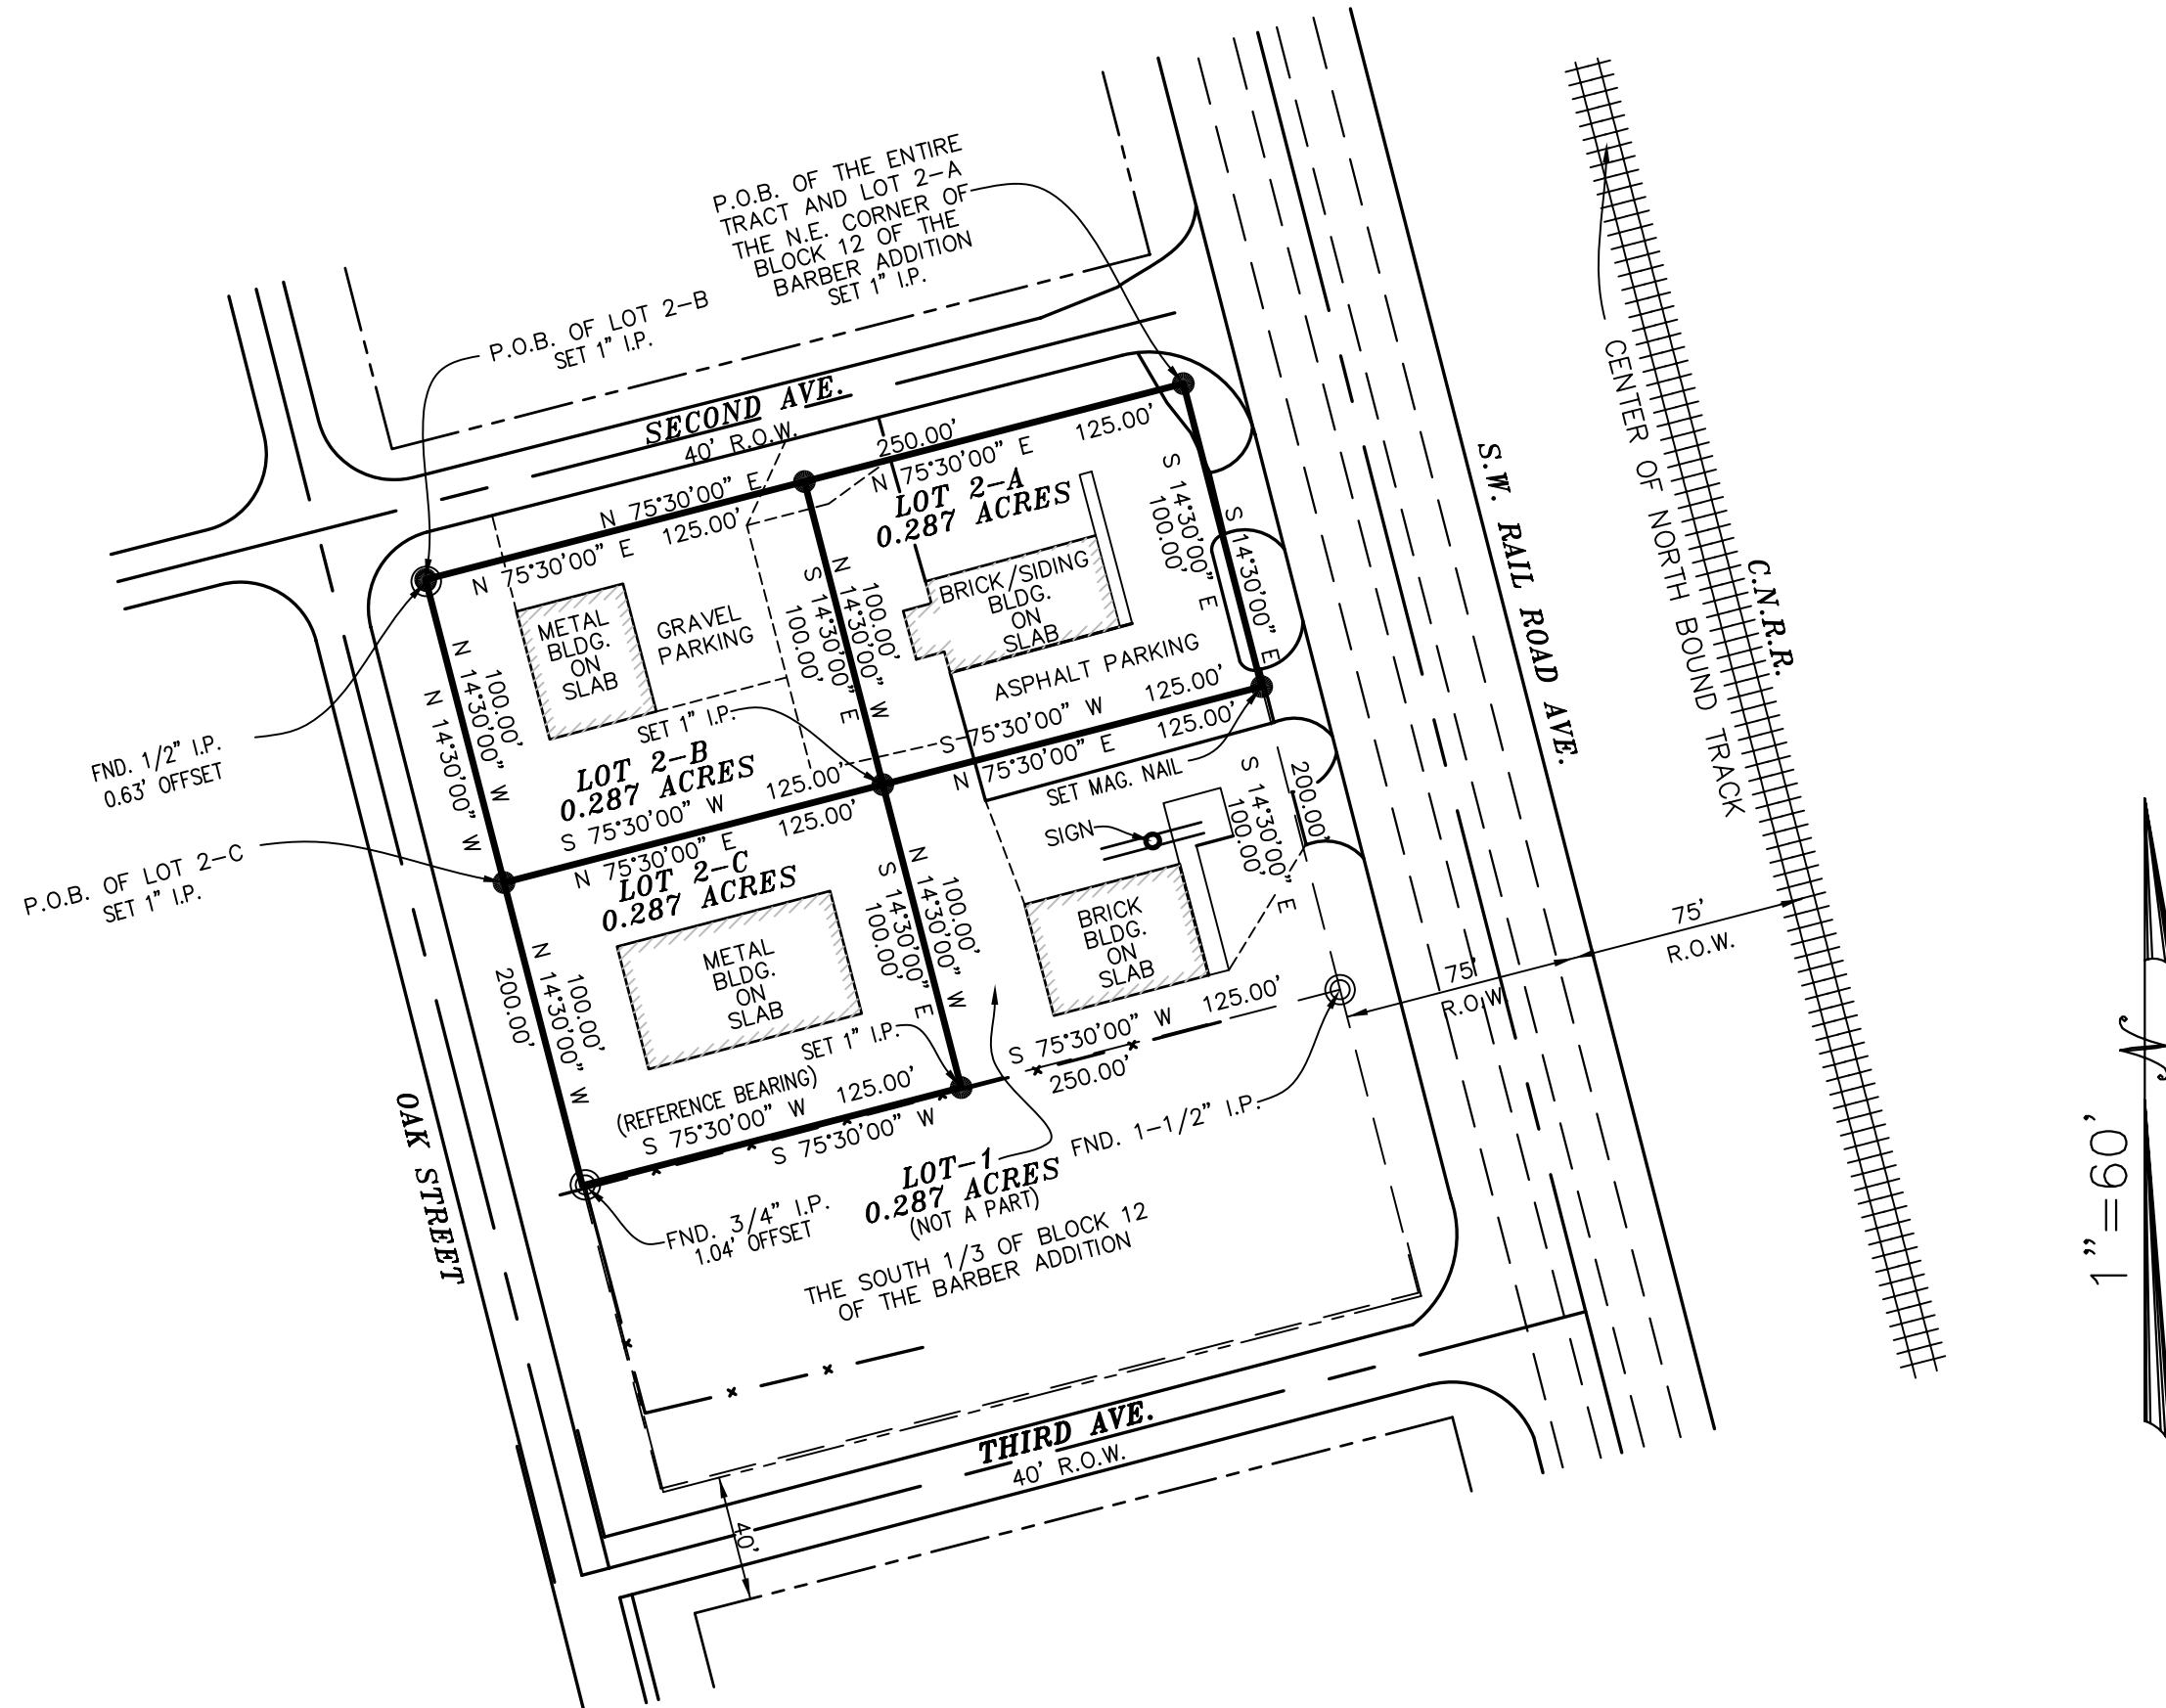 P.O.B. OF THE ENTIRE
TRACT AND LOT 2-A
THE N.E. CORNER OF
BLOCK 12 OF THE
BARBER ADDITION
SET 1" I.P.
P.O.B. OF LOT 2-B
SET 1" I.P.
SECOND AVE.
40' R.O.W.
250.00'
N 75°30'00" E
N 75°30'00" E 125.00'
N 75°30'00" E 125.00'
LOT 2-A
0.287 ACRES
S 14°30'00" E
100.00'
S 14°30'00" E
BRICK/SIDING
BLDG.
ON
SLAB
ASPHALT PARKING
S 75°30'00" W 125.00'
N 75°30'00" E 125.00'
N 14°30'00" W
100.00'
S 14°30'00" E
100.00'
METAL
BLDG.
ON
SLAB
GRAVEL
PARKING
SET 1" I.P.
LOT 2-B
0.287 ACRES
S 75°30'00" W 125.00'
N 75°30'00" E 125.00'
100.00'
N 14°30'00" W
N 14°30'00" W
FND. 1/2" I.P.
0.63' OFFSET
P.O.B. OF LOT 2-C
SET 1" I.P.
LOT 2-C
0.287 ACRES
METAL
BLDG.
ON
SLAB
SET 1" I.P.
(REFERENCE BEARING)
S 75°30'00" W 125.00'
S 75°30'00" W
N 14°30'00" W
100.00'
200.00'
S 14°30'00" E
100.00'
N 14°30'00" W
100.00'
SET MAG. NAIL
SIGN
BRICK
BLDG.
ON
SLAB
S 14°30'00" E
100.00'
200.00'
S 75°30'00" W 125.00'
250.00'
FND. 1-1/2" I.P.
LOT-1
0.287 ACRES
(NOT A PART)
FND. 3/4" I.P.
1.04' OFFSET
THE SOUTH 1/3 OF BLOCK 12
OF THE BARBER ADDITION
OAK STREET
THIRD AVE.
40' R.O.W.
40'
S.W. RAIL ROAD AVE.
C.N.R.R.
CENTER OF NORTH BOUND TRACK
75'
R.O.W.
75'
R.O.W.
1"=60'
N